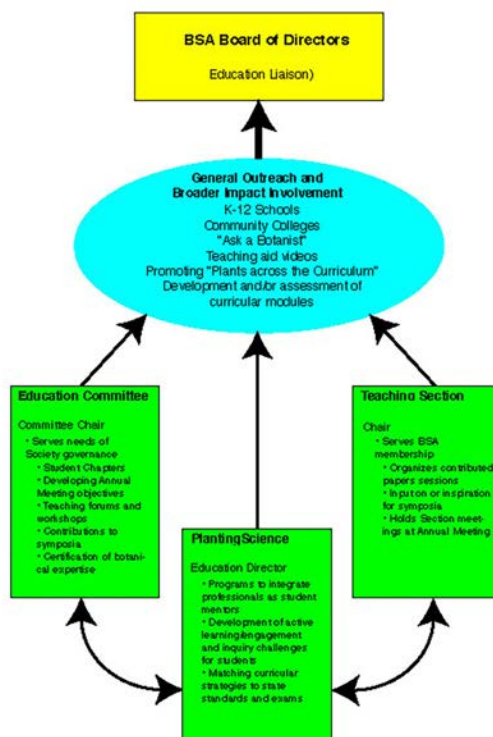 BSA Board of Directors
Education Liaison)
General Outreach and
Broader Impact Involvement
K-12 Schools
Community Colleges
"Ask a Botanist"
Teaching aid videos
Promoting "Plants across the Curriculum"
Development and/or assessment of
curricular modules
Education Committee
Committee Chair
• Serves needs of
Society governance
• Student Chapters
• Developing Annual
Meeting objectives
• Teaching forums and
workshops
• Contributions to
symposia
• Certification of botani-
cal expertise
PlantingScience
Education Director
• Programs to integrate
professionals as student
mentors
• Development of active
learning/engagement
and inquiry challenges
for students
• Matching curricular
strategies to state
standards and exams
Teaching Section
Chair
• Serves BSA
membership
• Organizes contributed
papers sessions
• Input on or inspiration
for symposia
• Holds Section meet-
ings at Annual Meeting